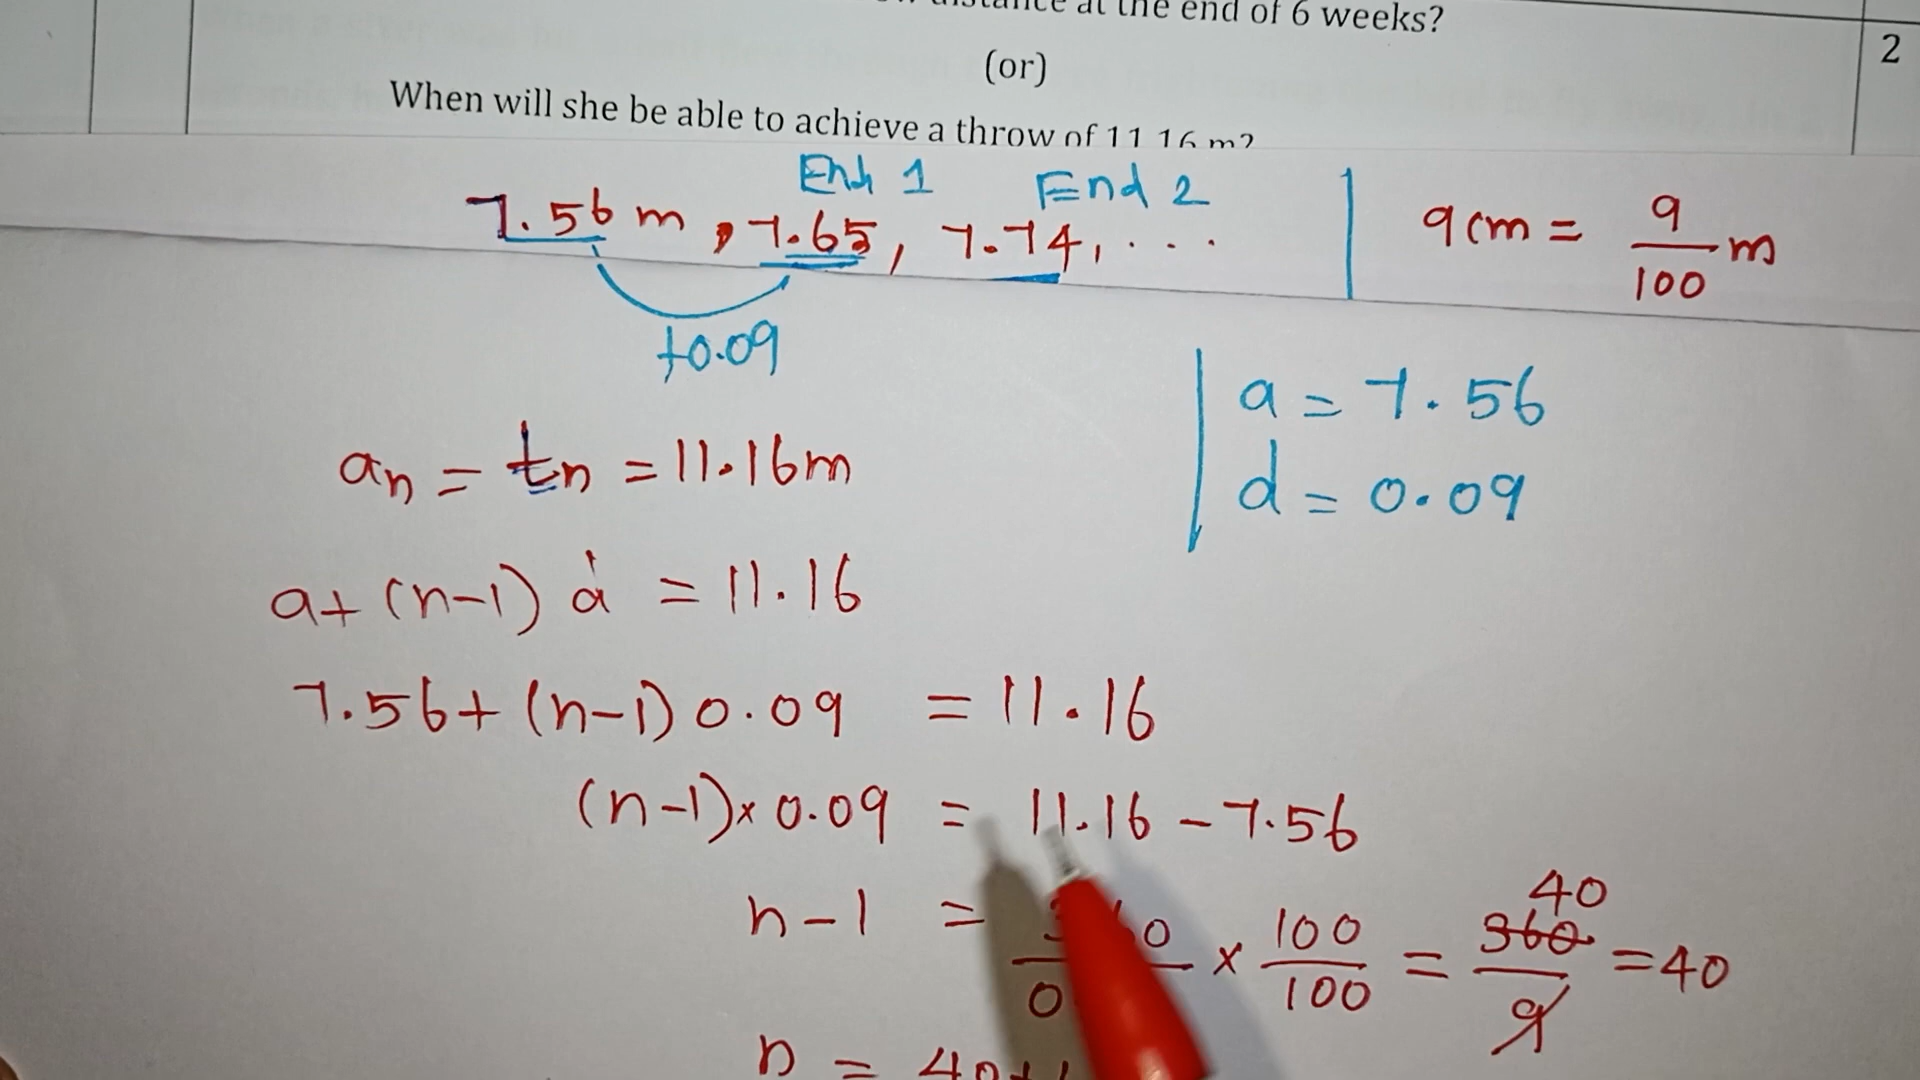 distance at the end of 6 weeks?
2
(or)
When will she be able to achieve a throw of 11.16 m?
End 1 End 2
7.56 m , 7.65 , 7.74 , . . .
9 cm = 9/100 m
+0.09
a = 7.56
d = 0.09
an = tn = 11.16m
a+ (n-1) d = 11.16
7.56+ (n-1) 0.09 = 11.16
(n-1)x 0.09 = 11.16 - 7.56
n-1 = x 100/100 = 360/9 = 40
40
n = 40+